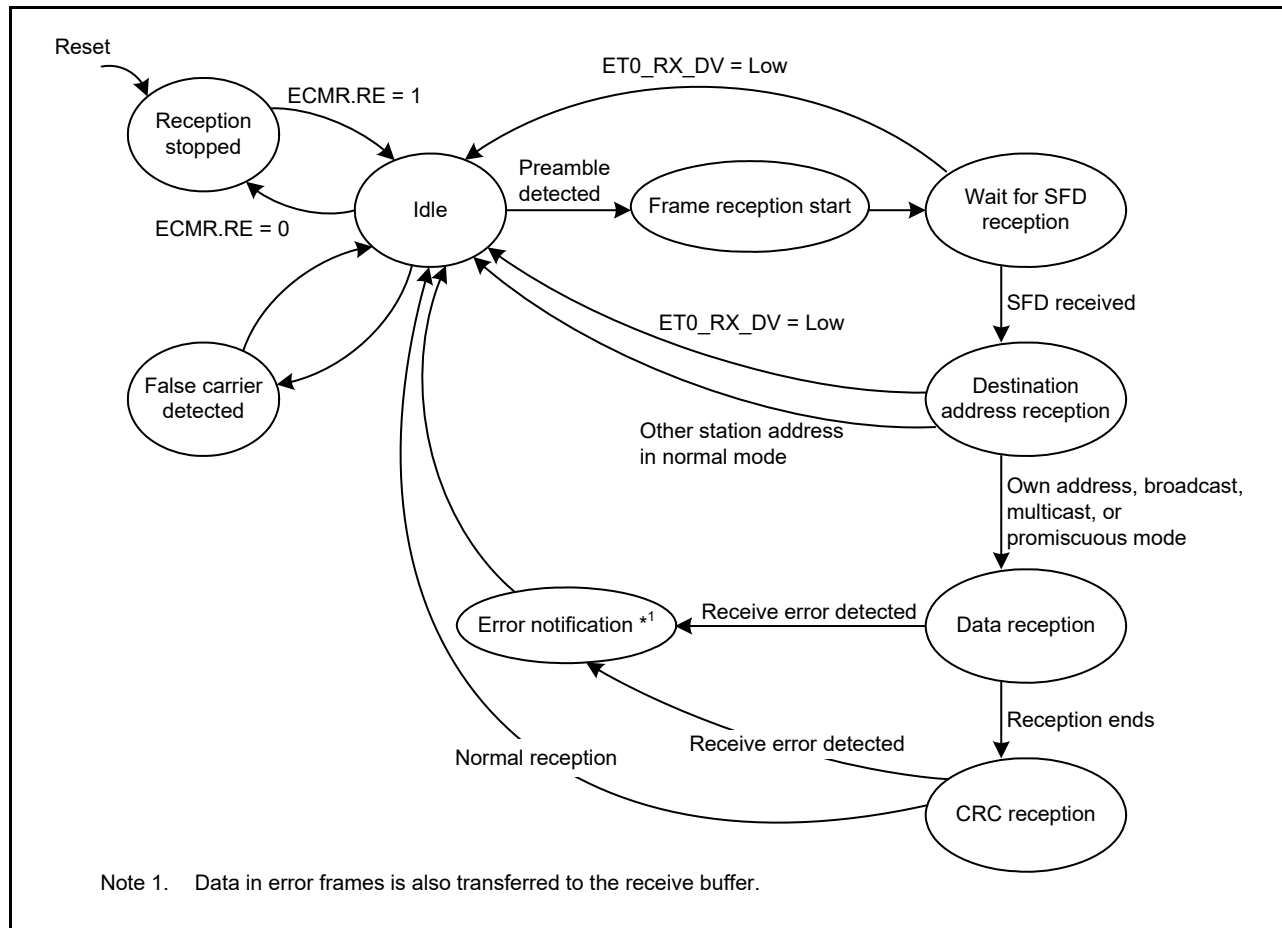 Reset
ET0_RX_DV = Low
ECMR.RE = 1
Reception
stopped
Preamble
detected
Idle
Frame reception start
Wait for SFD
reception
ECMR.RE = 0
SFD received
ET0_RX_DV = Low
False carrier
detected
Destination
address reception
Other station address
in normal mode
Own address, broadcast,
multicast, or
promiscuous mode
Error notification *1
Receive error detected
Data reception
Reception ends
Receive error detected
Normal reception
CRC reception
Note 1. Data in error frames is also transferred to the receive buffer.